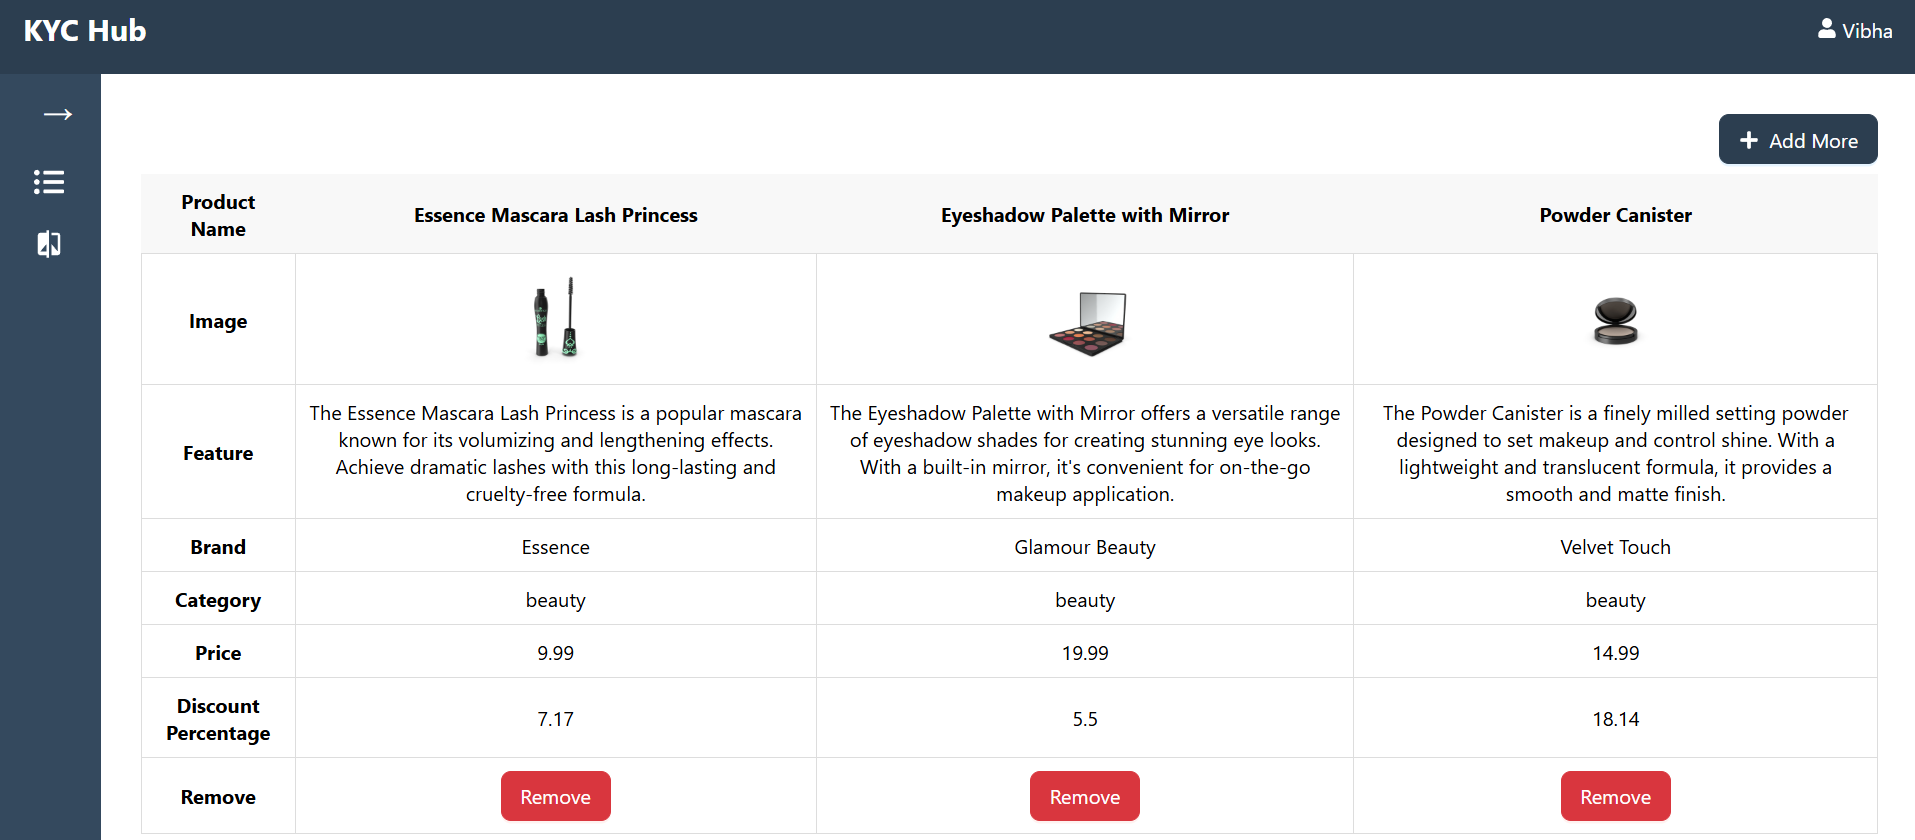 KYC Hub
Vibha
Add More
Product
Name
Essence Mascara Lash Princess
Eyeshadow Palette with Mirror
Powder Canister
Image
Feature
The Essence Mascara Lash Princess is a popular mascara
known for its volumizing and lengthening effects.
Achieve dramatic lashes with this long-lasting and
cruelty-free formula.
The Eyeshadow Palette with Mirror offers a versatile range
of eyeshadow shades for creating stunning eye looks.
With a built-in mirror, it's convenient for on-the-go
makeup application.
The Powder Canister is a finely milled setting powder
designed to set makeup and control shine. With a
lightweight and translucent formula, it provides a
smooth and matte finish.
Brand
Essence
Glamour Beauty
Velvet Touch
Category
beauty
beauty
beauty
Price
9.99
19.99
14.99
Discount
Percentage
7.17
5.5
18.14
Remove
Remove
Remove
Remove